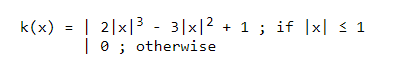 k(x) = | 2|x|³ - 3|x|² + 1 ; if |x| ≤ 1
| 0 ; otherwise